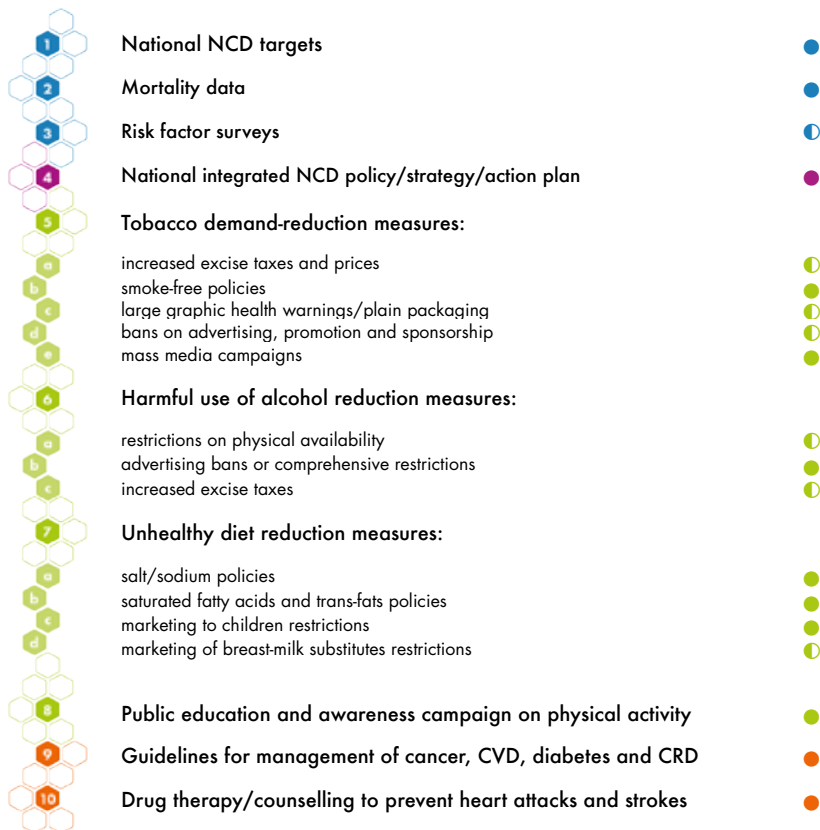 1 National NCD targets
2 Mortality data
3 Risk factor surveys
4 National integrated NCD policy/strategy/action plan
5 Tobacco demand-reduction measures:
a increased excise taxes and prices
b smoke-free policies
c large graphic health warnings/plain packaging
d bans on advertising, promotion and sponsorship
e mass media campaigns
6 Harmful use of alcohol reduction measures:
a restrictions on physical availability
b advertising bans or comprehensive restrictions
c increased excise taxes
7 Unhealthy diet reduction measures:
a salt/sodium policies
b saturated fatty acids and trans-fats policies
c marketing to children restrictions
d marketing of breast-milk substitutes restrictions
8 Public education and awareness campaign on physical activity
9 Guidelines for management of cancer, CVD, diabetes and CRD
10 Drug therapy/counselling to prevent heart attacks and strokes